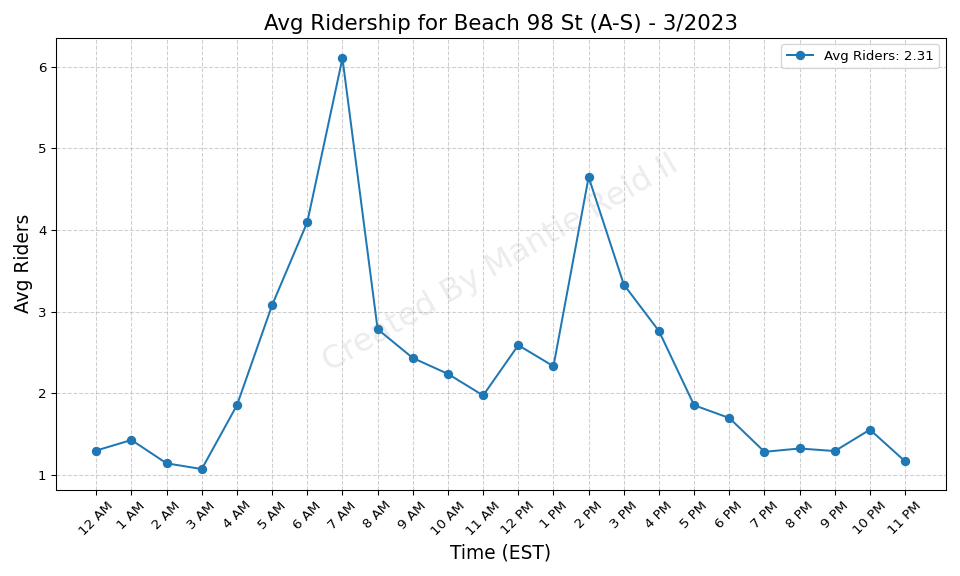 Avg Ridership for Beach 98 St (A-S) - 3/2023
Avg Riders: 2.31
6
5
4
3
2
1
Avg Riders
Created By Mantie Reid II
12 AM
1 AM
2 AM
3 AM
4 AM
5 AM
6 AM
7 AM
8 AM
9 AM
10 AM
11 AM
12 PM
1 PM
2 PM
3 PM
4 PM
5 PM
6 PM
7 PM
8 PM
9 PM
10 PM
11 PM
Time (EST)